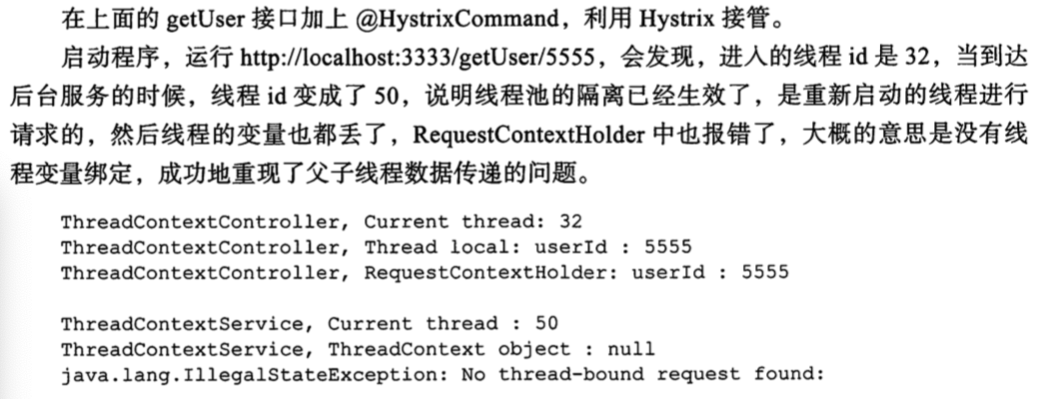 在上面的 getUser 接口加上 @HystrixCommand，利用 Hystrix 接管。
启动程序，运行 http://localhost:3333/getUser/5555，会发现，进入的线程 id 是 32，当到达
后台服务的时候，线程 id 变成了 50，说明线程池的隔离已经生效了，是重新启动的线程进行
请求的，然后线程的变量也都丢了，RequestContextHolder 中也报错了，大概的意思是没有线
程变量绑定，成功地重现了父子线程数据传递的问题。
ThreadContextController, Current thread: 32
ThreadContextController, Thread local: userId : 5555
ThreadContextController, RequestContextHolder: userId : 5555
ThreadContextService, Current thread : 50
ThreadContextService, ThreadContext object : null
java.lang.IllegalStateException: No thread-bound request found: